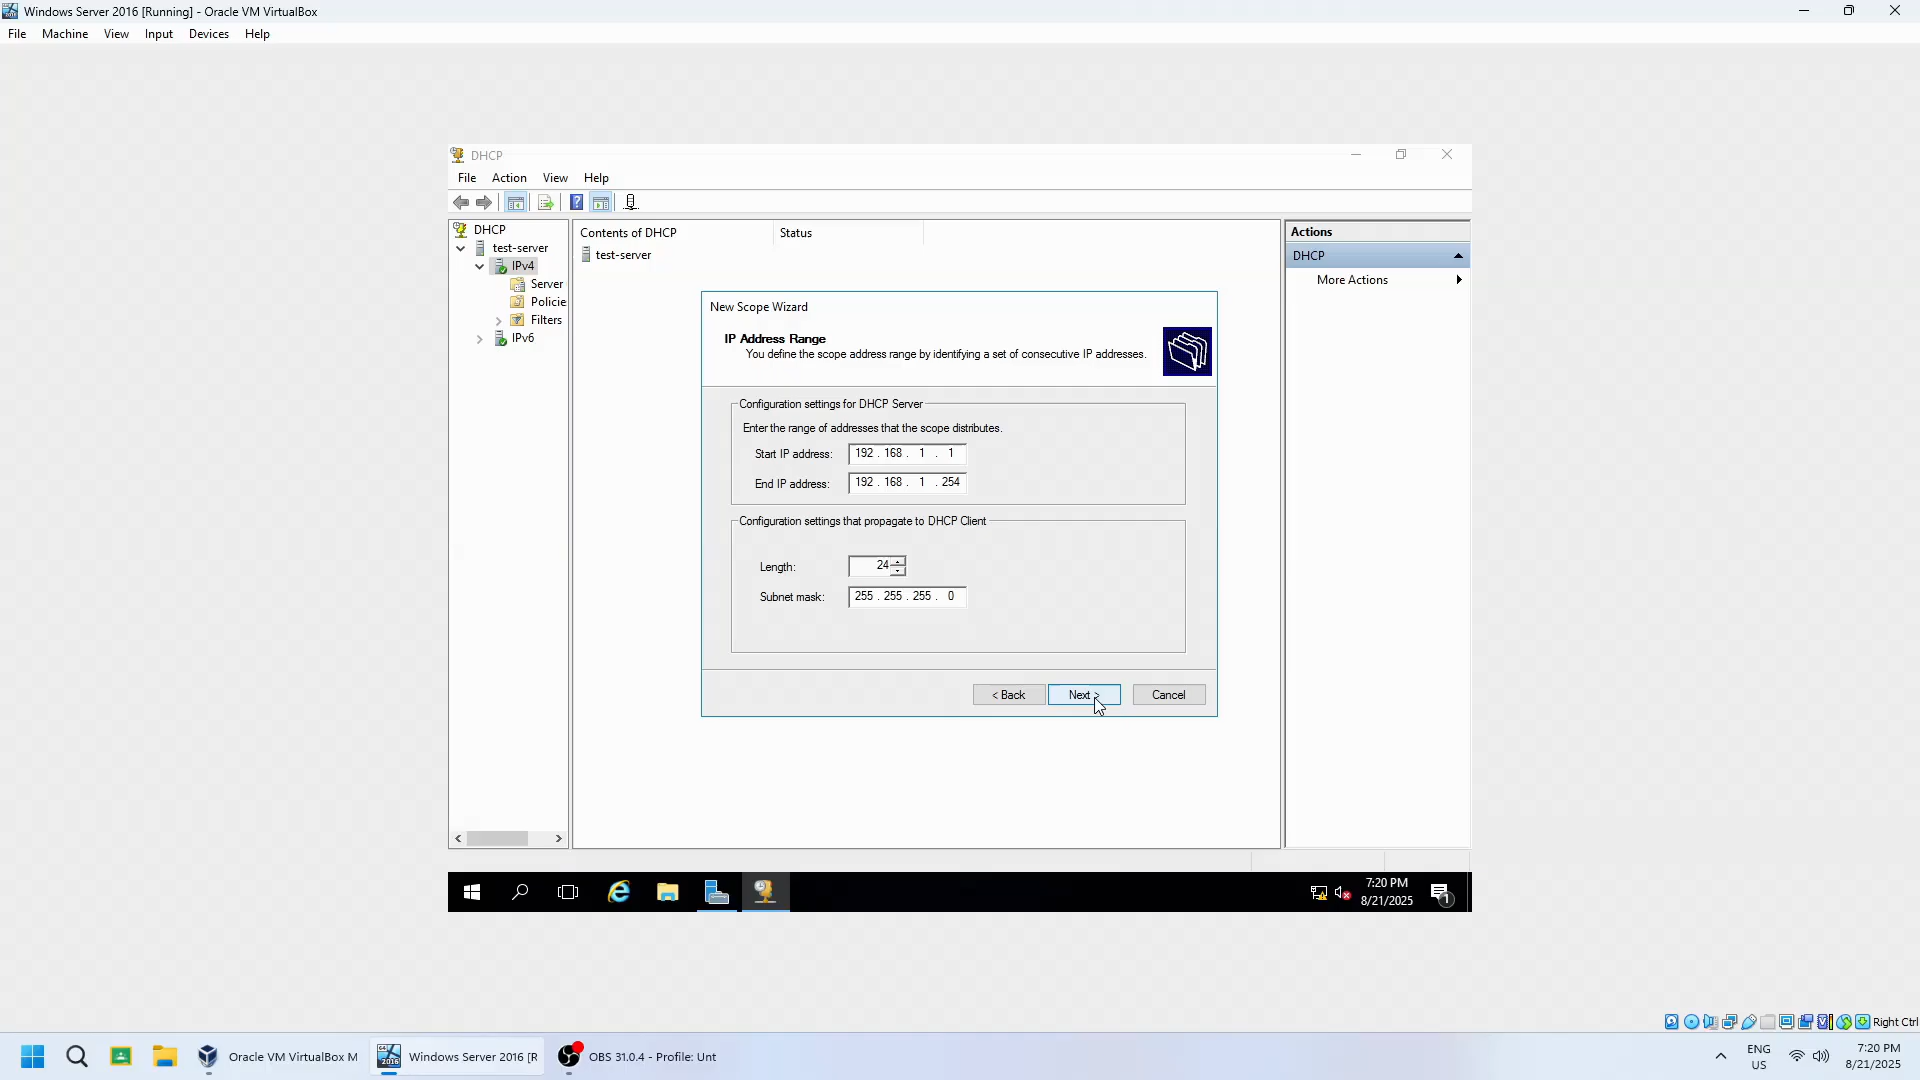 Windows Server 2016 [Running] - Oracle VM VirtualBox
File Machine View Input Devices Help
DHCP
File Action View Help
DHCP
test-server
IPv4
Server
Policie
Filters
IPv6
Contents of DHCP Status
test-server
Actions
DHCP
More Actions
New Scope Wizard
IP Address Range
You define the scope address range by identifying a set of consecutive IP addresses.
Configuration settings for DHCP Server
Enter the range of addresses that the scope distributes.
Start IP address: 192 . 168 . 1 . 1
End IP address: 192 . 168 . 1 . 254
Configuration settings that propagate to DHCP Client
Length: 24
Subnet mask: 255 . 255 . 255 . 0
< Back Next > Cancel
7:20 PM
8/21/2025
1
Right Ctrl
Oracle VM VirtualBox M
64
2016
Windows Server 2016 [R
OBS 31.0.4 - Profile: Unt
ENG
US
7:20 PM
8/21/2025